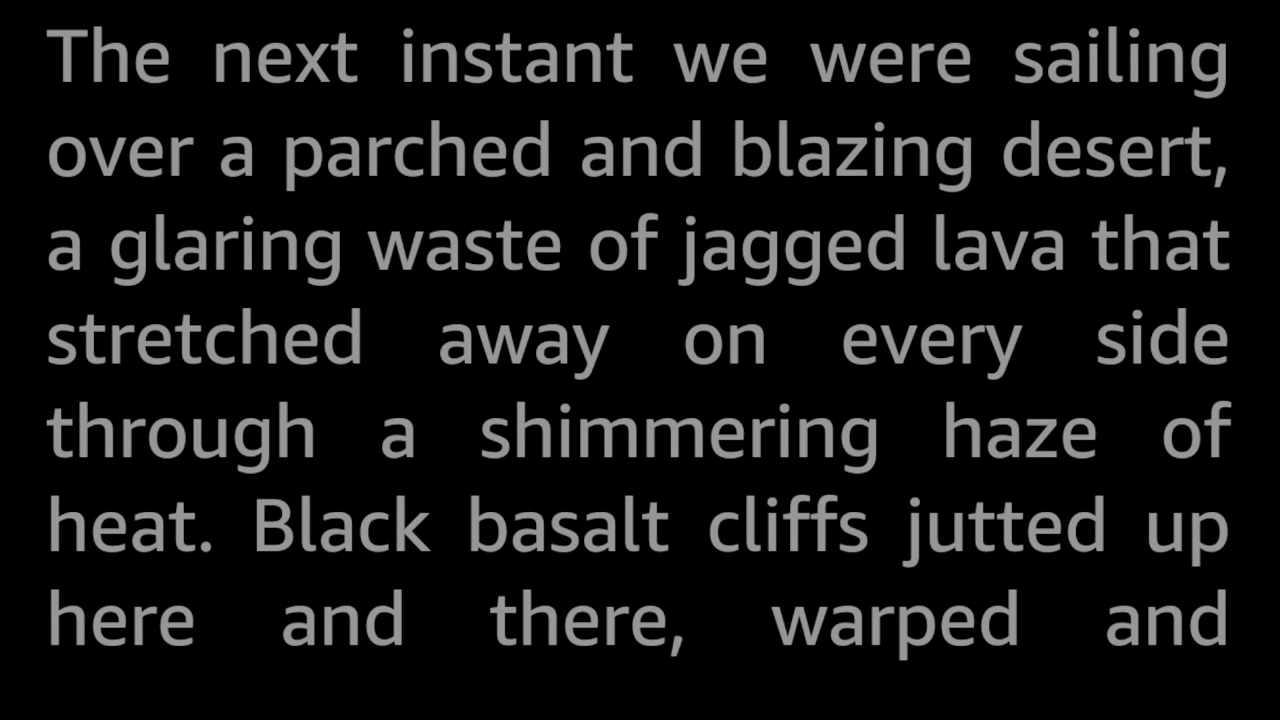 The next instant we were sailing
over a parched and blazing desert,
a glaring waste of jagged lava that
stretched away on every side
through a shimmering haze of
heat. Black basalt cliffs jutted up
here and there, warped and